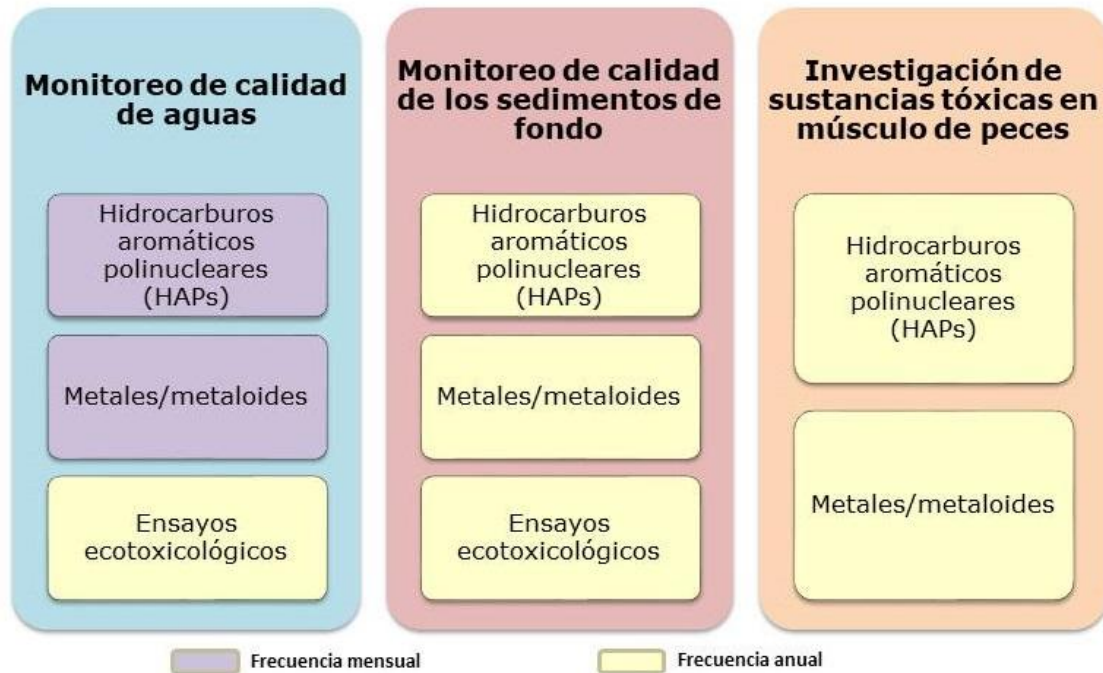 Monitoreo de calidad
de aguas
Hidrocarburos
aromáticos
polinucleares
(HAPs)
Metales/metaloides
Ensayos
ecotoxicológicos
Monitoreo de calidad
de los sedimentos de
fondo
Hidrocarburos
aromáticos
polinucleares
(HAPs)
Metales/metaloides
Ensayos
ecotoxicológicos
Investigación de
sustancias tóxicas en
músculo de peces
Hidrocarburos
aromáticos
polinucleares
(HAPs)
Metales/metaloides
Frecuencia mensual
Frecuencia anual